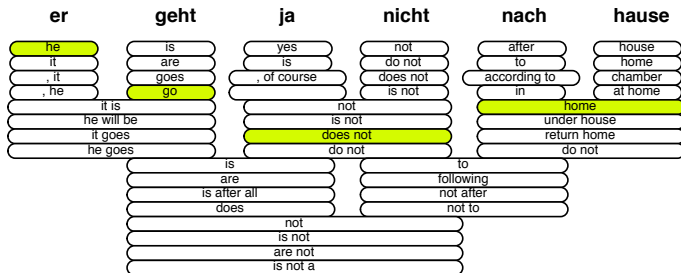 er geht ja nicht nach hause
he is yes not after house
it are is do not to home
, it goes , of course does not according to chamber
, he go is not in at home
it is not home
he will be is not under house
it goes does not return home
he goes do not do not
is to
are following
is after all not after
does not to
not
is not
are not
is not a